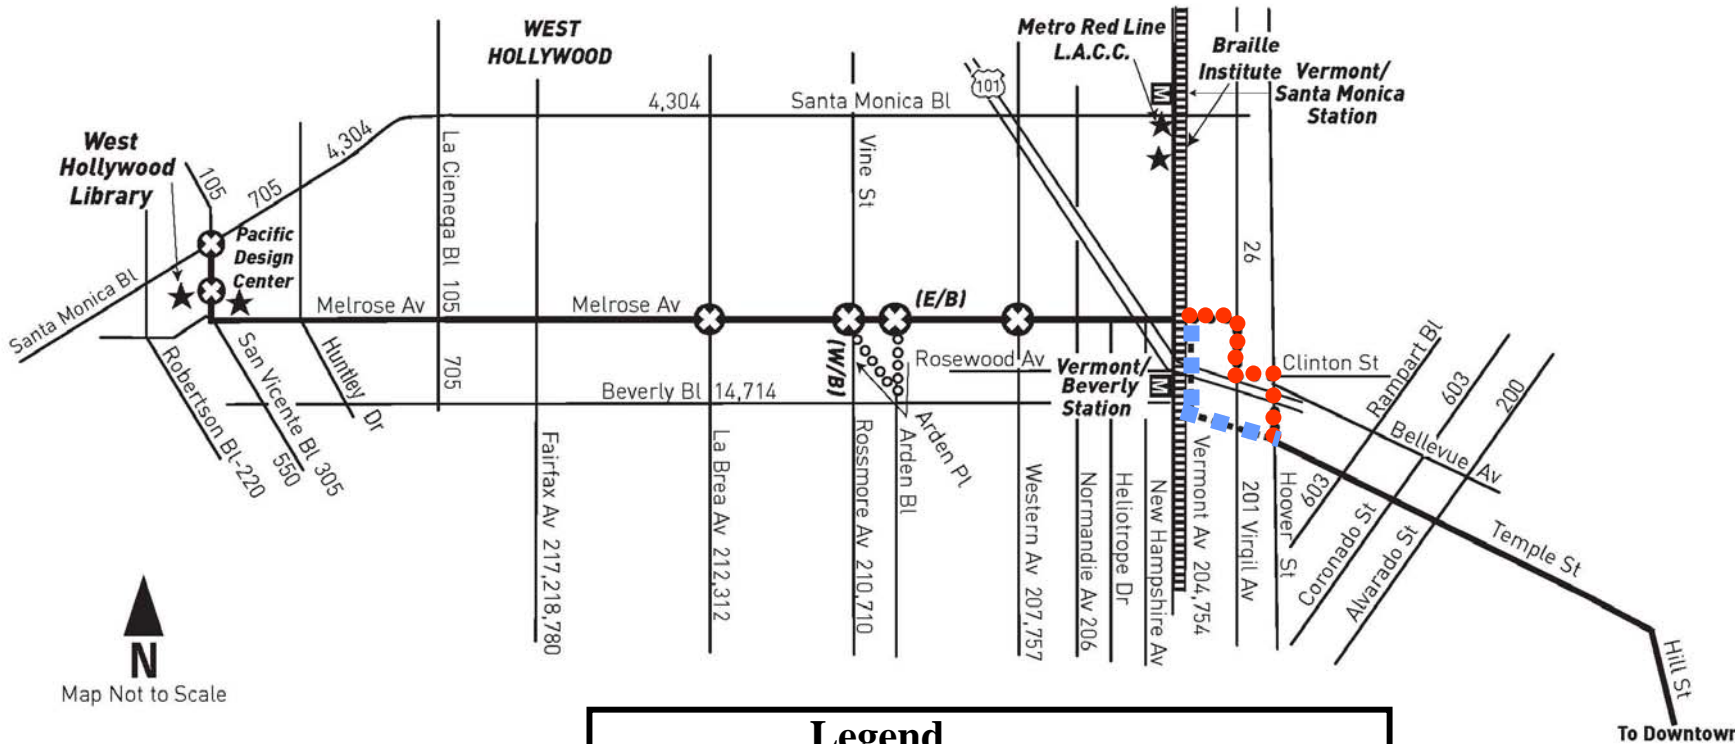 WEST
HOLLYWOOD
Metro Red Line
L.A.C.C.
Braille
Institute
Vermont/
Santa Monica
Station
101
M
4,304
Santa Monica Bl
West
Hollywood
Library
105
705
4,304
La Cienega Bl 105
705
Vine St
26
Pacific
Design
Center
Santa Monica Bl
Melrose Av
Melrose Av
(E/B)
(W/B)
Rosewood Av
Vermont/
Beverly
Station
M
Clinton St
Rampart Bl
603
603
200
Beverly Bl 14,714
Robertson Bl-220
San Vicente Bl 305
550
Huntley Dr
Fairfax Av 217,218,780
La Brea Av 212,312
Rossmore Av 210,710
Arden Bl
Arden Pl
Western Av 207,757
Normandie Av 206
Heliotrope Dr
New Hampshire Av
Vermont Av 204,754
201 Virgil Av
Hoover St
Coronado St
Alvarado St
Bellevue Av
Temple St
Hill St
To Downtown
N
Map Not to Scale
Legend